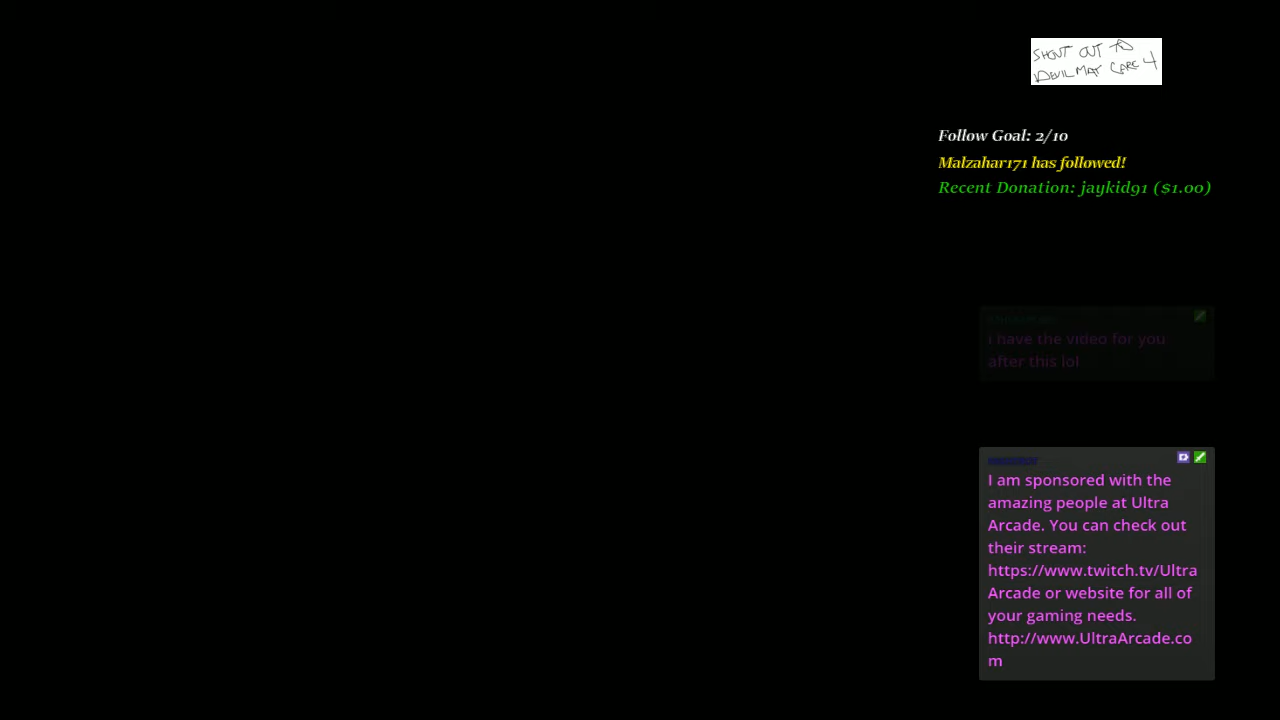 SHOUT OUT TO
DEVILMAY CARE 4
Follow Goal: 2/10
Malzahar171 has followed!
Recent Donation: jaykid91 ($1.00)
i have the video for you
after this lol
I am sponsored with the
amazing people at Ultra
Arcade. You can check out
their stream:
https://www.twitch.tv/Ultra
Arcade or website for all of
your gaming needs.
http://www.UltraArcade.co
m